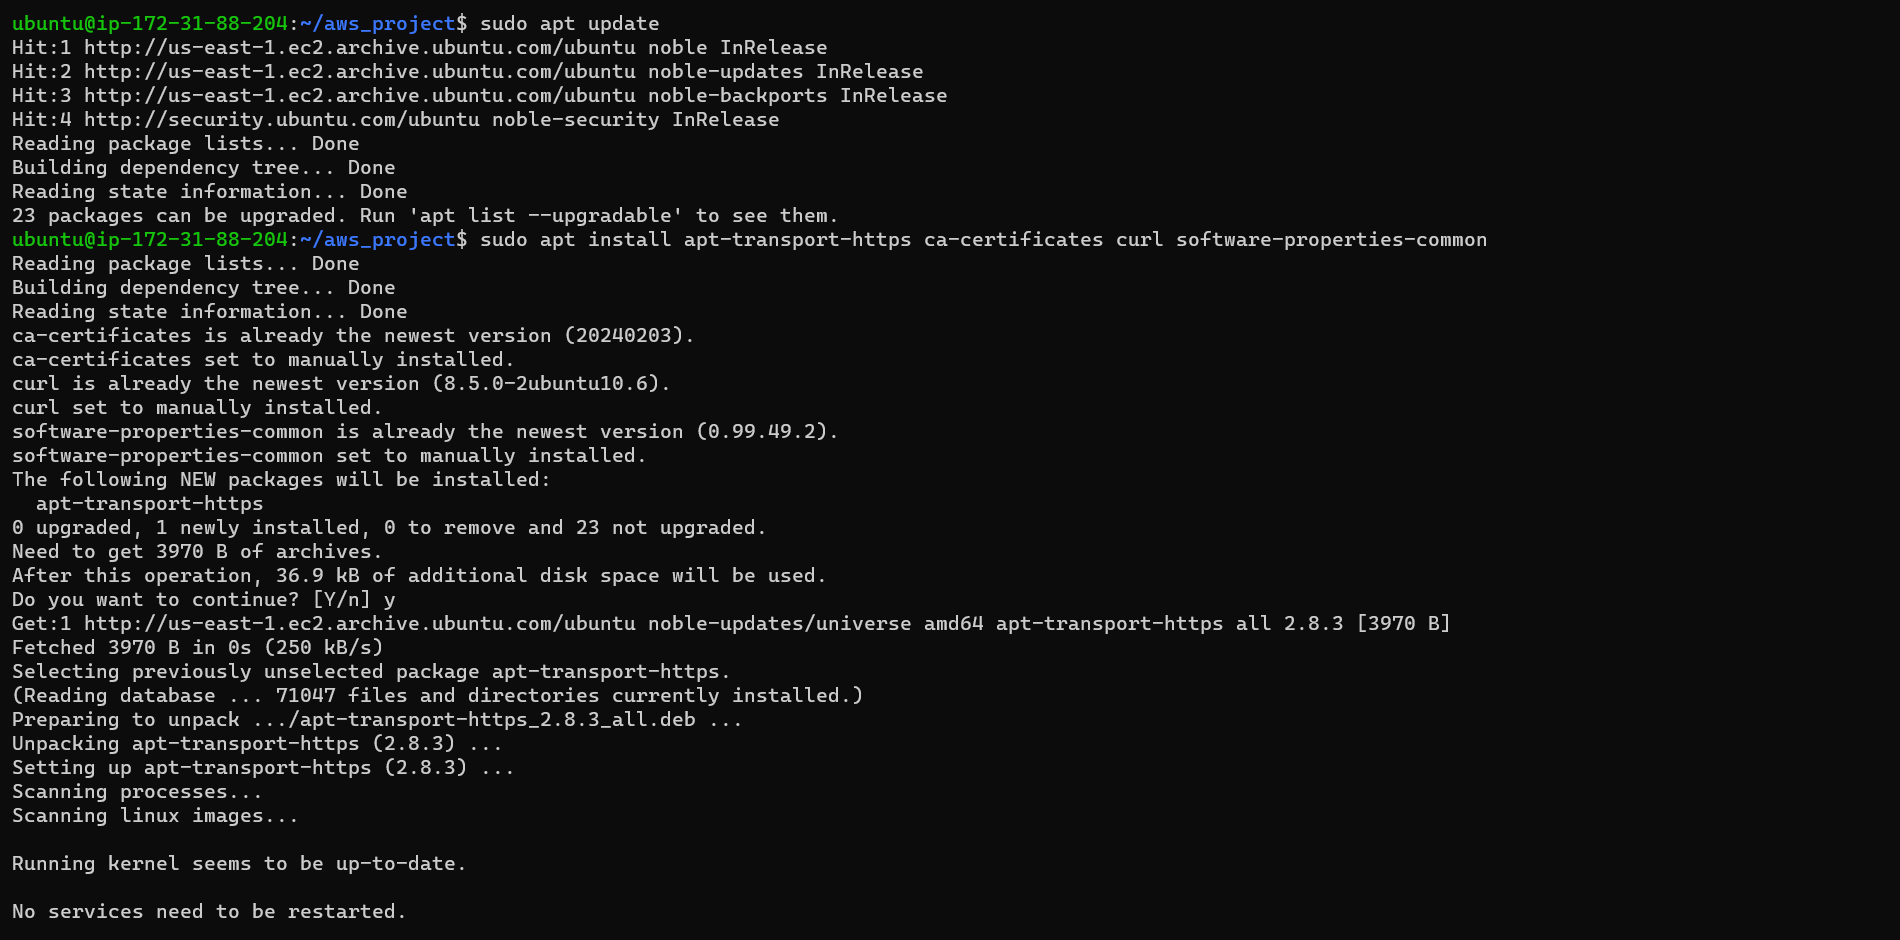 ubuntu@ip-172-31-88-204:~/aws_project$ sudo apt update
Hit:1 http://us-east-1.ec2.archive.ubuntu.com/ubuntu noble InRelease
Hit:2 http://us-east-1.ec2.archive.ubuntu.com/ubuntu noble-updates InRelease
Hit:3 http://us-east-1.ec2.archive.ubuntu.com/ubuntu noble-backports InRelease
Hit:4 http://security.ubuntu.com/ubuntu noble-security InRelease
Reading package lists... Done
Building dependency tree... Done
Reading state information... Done
23 packages can be upgraded. Run 'apt list --upgradable' to see them.
ubuntu@ip-172-31-88-204:~/aws_project$ sudo apt install apt-transport-https ca-certificates curl software-properties-common
Reading package lists... Done
Building dependency tree... Done
Reading state information... Done
ca-certificates is already the newest version (20240203).
ca-certificates set to manually installed.
curl is already the newest version (8.5.0-2ubuntu10.6).
curl set to manually installed.
software-properties-common is already the newest version (0.99.49.2).
software-properties-common set to manually installed.
The following NEW packages will be installed:
  apt-transport-https
0 upgraded, 1 newly installed, 0 to remove and 23 not upgraded.
Need to get 3970 B of archives.
After this operation, 36.9 kB of additional disk space will be used.
Do you want to continue? [Y/n] y
Get:1 http://us-east-1.ec2.archive.ubuntu.com/ubuntu noble-updates/universe amd64 apt-transport-https all 2.8.3 [3970 B]
Fetched 3970 B in 0s (250 kB/s)
Selecting previously unselected package apt-transport-https.
(Reading database ... 71047 files and directories currently installed.)
Preparing to unpack .../apt-transport-https_2.8.3_all.deb ...
Unpacking apt-transport-https (2.8.3) ...
Setting up apt-transport-https (2.8.3) ...
Scanning processes...
Scanning linux images...

Running kernel seems to be up-to-date.

No services need to be restarted.